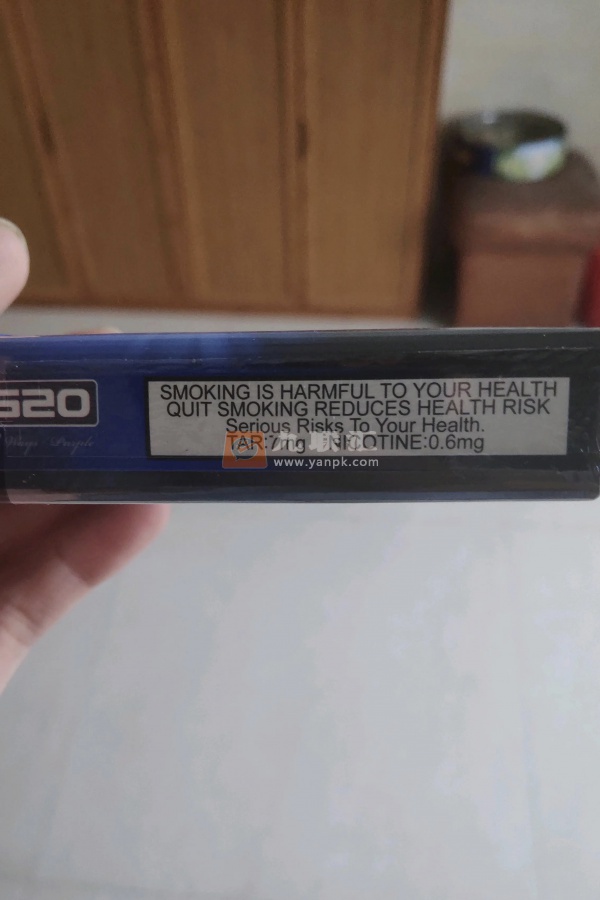 520
SMOKING IS HARMFUL TO YOUR HEALTH
QUIT SMOKING REDUCES HEALTH RISK
Serious Risks To Your Health.
TAR:7mg NICOTINE:0.6mg
www.yanpk.com